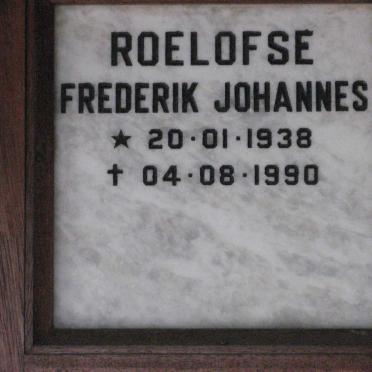 ROELOFSE
FREDERIK JOHANNES
★ 20·01·1938
✝ 04·08·1990